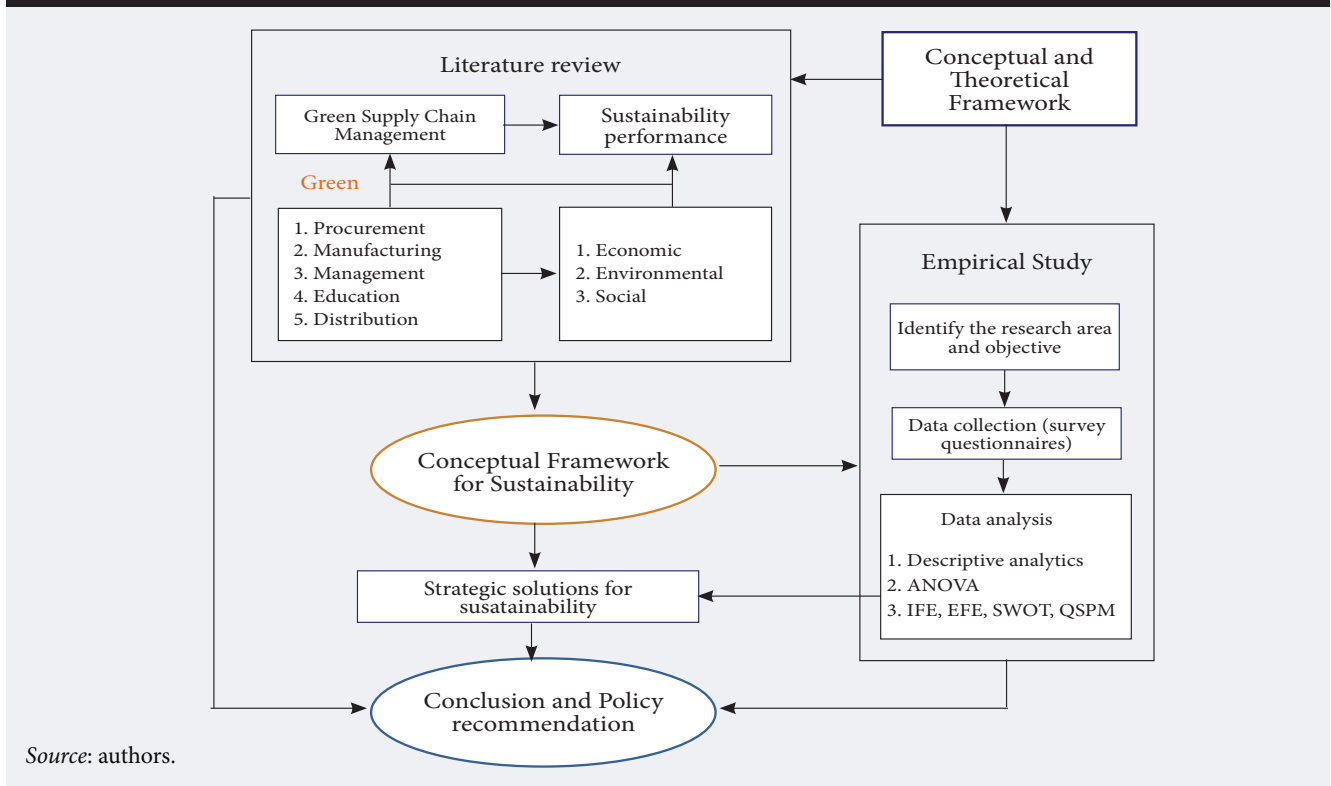 Literature review
Green Supply Chain
Management
Sustainability
performance
Green
1. Procurement
2. Manufacturing
3. Management
4. Education
5. Distribution
1. Economic
2. Environmental
3. Social
Conceptual and
Theoretical
Framework
Empirical Study
Identify the research area
and objective
Data collection (survey
questionnaires)
Data analysis
1. Descriptive analytics
2. ANOVA
3. IFE, EFE, SWOT, QSPM
Conceptual Framework
for Sustainability
Strategic solutions for
susatainability
Conclusion and Policy
recommendation
Source: authors.